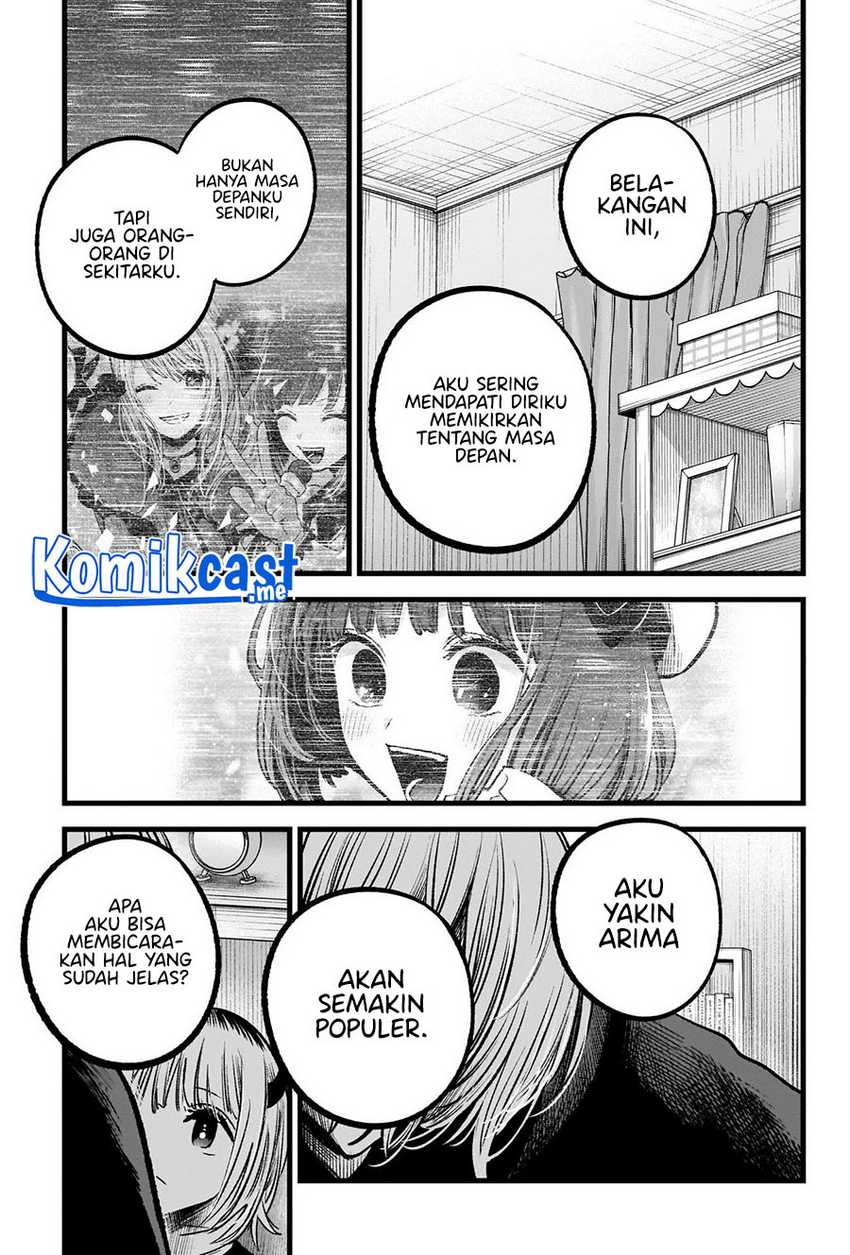 BELA-
KANGAN
INI,
AKU SERING
MENDAPATI DIRIKU
MEMIKIRKAN
TENTANG MASA
DEPAN.
BUKAN
HANYA MASA
DEPANKU
SENDIRI,
TAPI
JUGA ORANG-
ORANG DI
SEKITARKU.
Komikcast
.me
AKU
YAKIN
ARIMA
AKAN
SEMAKIN
POPULER.
APA
AKU BISA
MEMBICARA-
KAN HAL YANG
SUDAH JELAS?